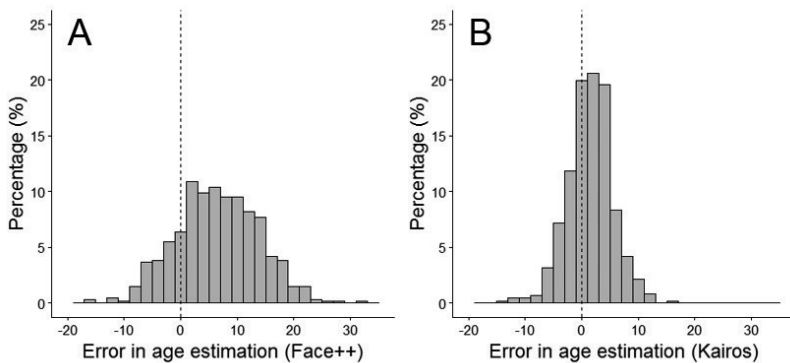 A
B
Percentage (%)
25
20
15
10
5
0
-20 -10 0 10 20 30
Error in age estimation (Face++)
Percentage (%)
25
20
15
10
5
0
-20 -10 0 10 20 30
Error in age estimation (Kairos)